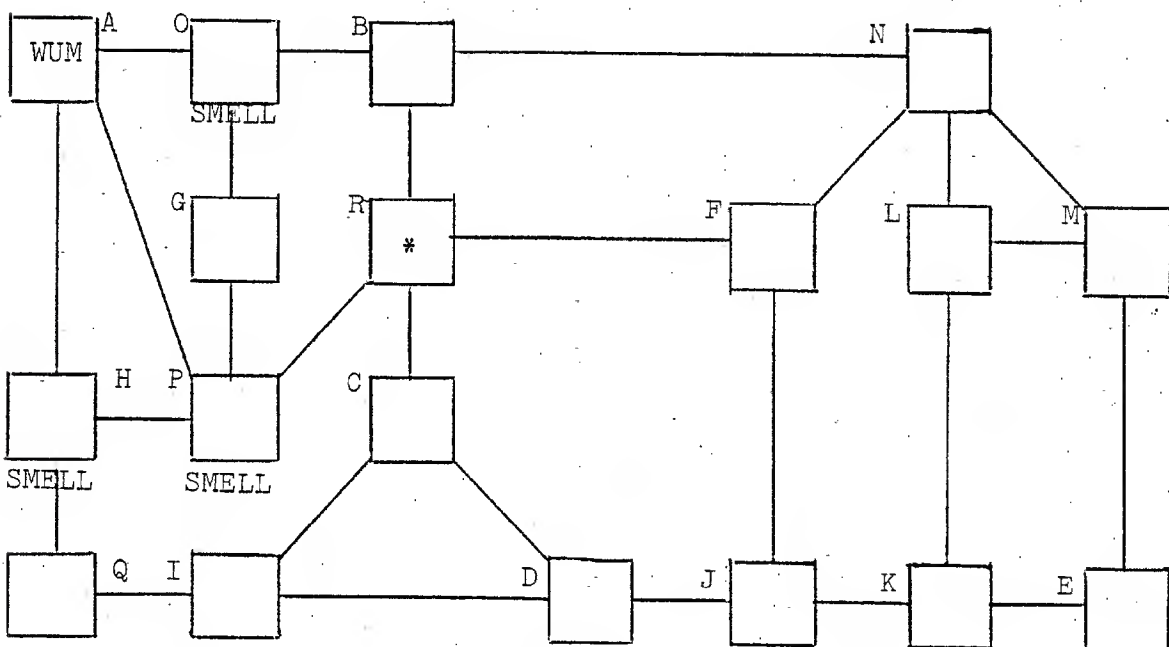 A O B N
WUM
SMELL
G R F L M
*
H P C
SMELL SMELL
Q I D J K E